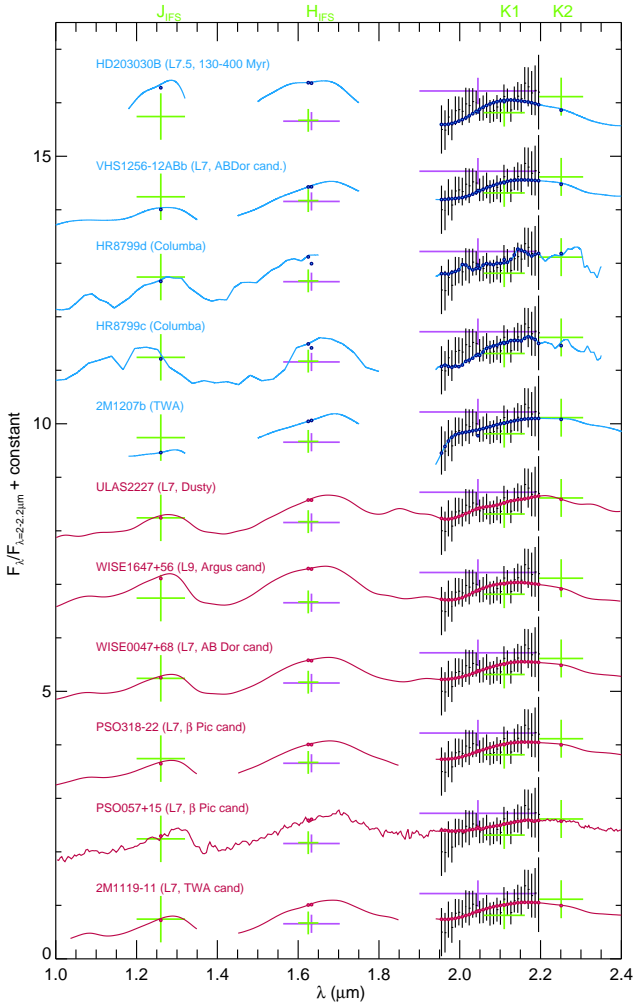 J_IFS H_IFS K1 K2
HD203030B (L7.5, 130-400 Myr)
15
VHS1256-12ABb (L7, ABDor cand.)
HR8799d (Columba)
HR8799c (Columba)
10
2M1207b (TWA)
ULAS2227 (L7, Dusty)
WISE1647+56 (L9, Argus cand)
WISE0047+68 (L7, AB Dor cand)
5
PSO318-22 (L7, β Pic cand)
PSO057+15 (L7, β Pic cand)
2M1119-11 (L7, TWA cand)
0
F_λ/F_λ=2-2.2μm + constant
1.0 1.2 1.4 1.6 1.8 2.0 2.2 2.4
λ (μm)